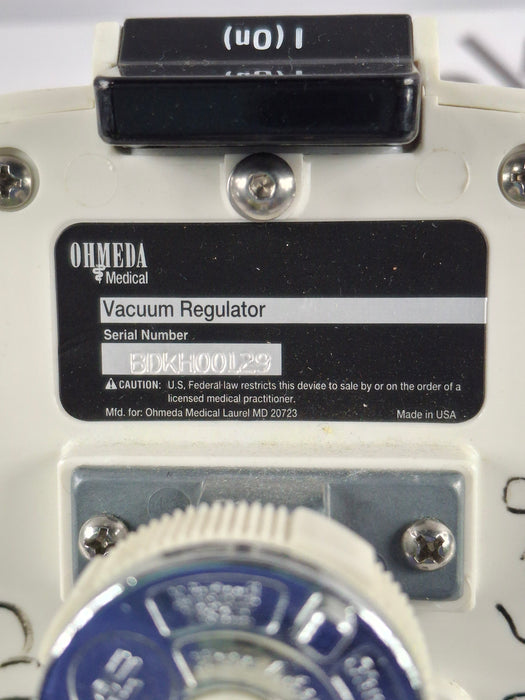 I (On)
OHMEDA
Medical
Vacuum Regulator
Serial Number
BDKH00129
CAUTION: U.S. Federal law restricts this device to sale by or on the order of a
licensed medical practitioner.
Mfd. for: Ohmeda Medical Laurel MD 20723
Made in USA